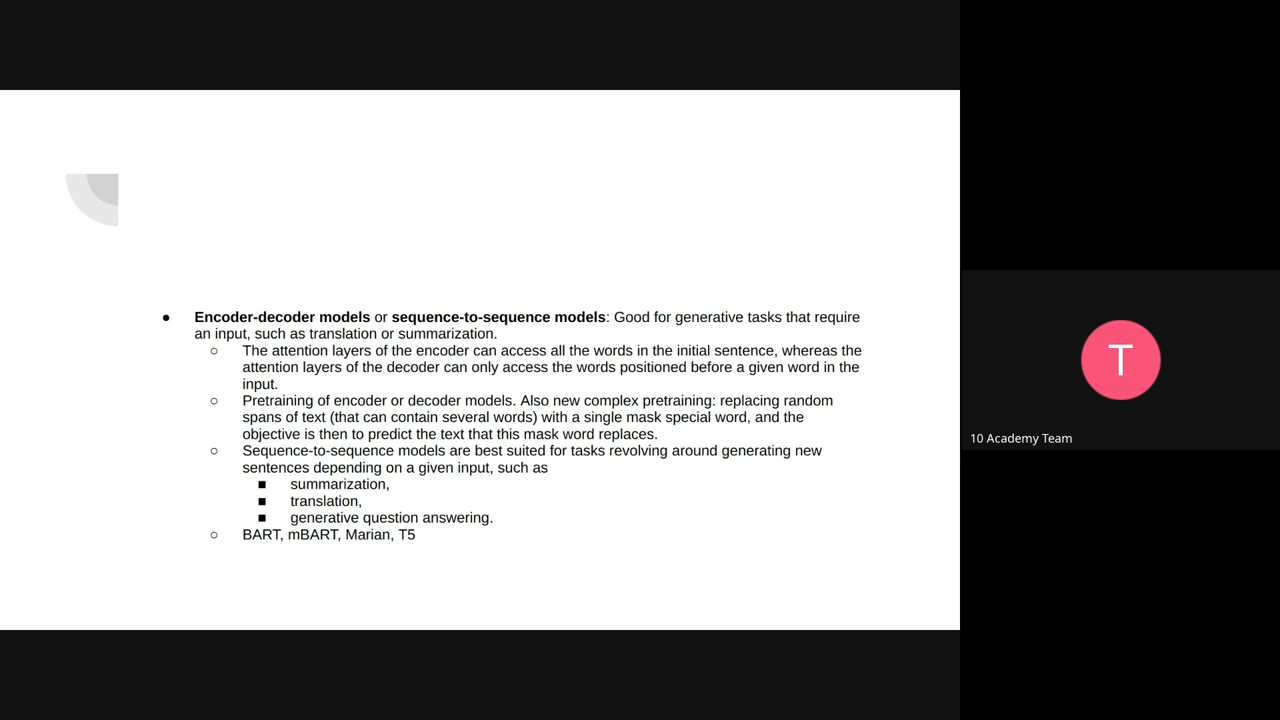 ● Encoder-decoder models or sequence-to-sequence models: Good for generative tasks that require
an input, such as translation or summarization.
○ The attention layers of the encoder can access all the words in the initial sentence, whereas the
attention layers of the decoder can only access the words positioned before a given word in the
input.
○ Pretraining of encoder or decoder models. Also new complex pretraining: replacing random
spans of text (that can contain several words) with a single mask special word, and the
objective is then to predict the text that this mask word replaces.
○ Sequence-to-sequence models are best suited for tasks revolving around generating new
sentences depending on a given input, such as
■ summarization,
■ translation,
■ generative question answering.
○ BART, mBART, Marian, T5
T
10 Academy Team